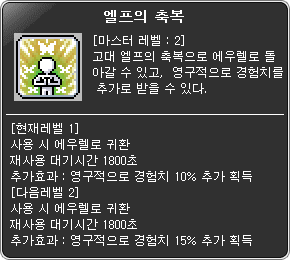 엘프의 축복
[마스터 레벨 : 2]
고대 엘프의 축복으로 에우렐로 돌
아갈 수 있고, 영구적으로 경험치를
추가로 받을 수 있다.
[현재레벨 1]
사용 시 에우렐로 귀환
재사용 대기시간 1800초
추가효과 : 영구적으로 경험치 10% 추가 획득
[다음레벨 2]
사용 시 에우렐로 귀환
재사용 대기시간 1800초
추가효과 : 영구적으로 경험치 15% 추가 획득